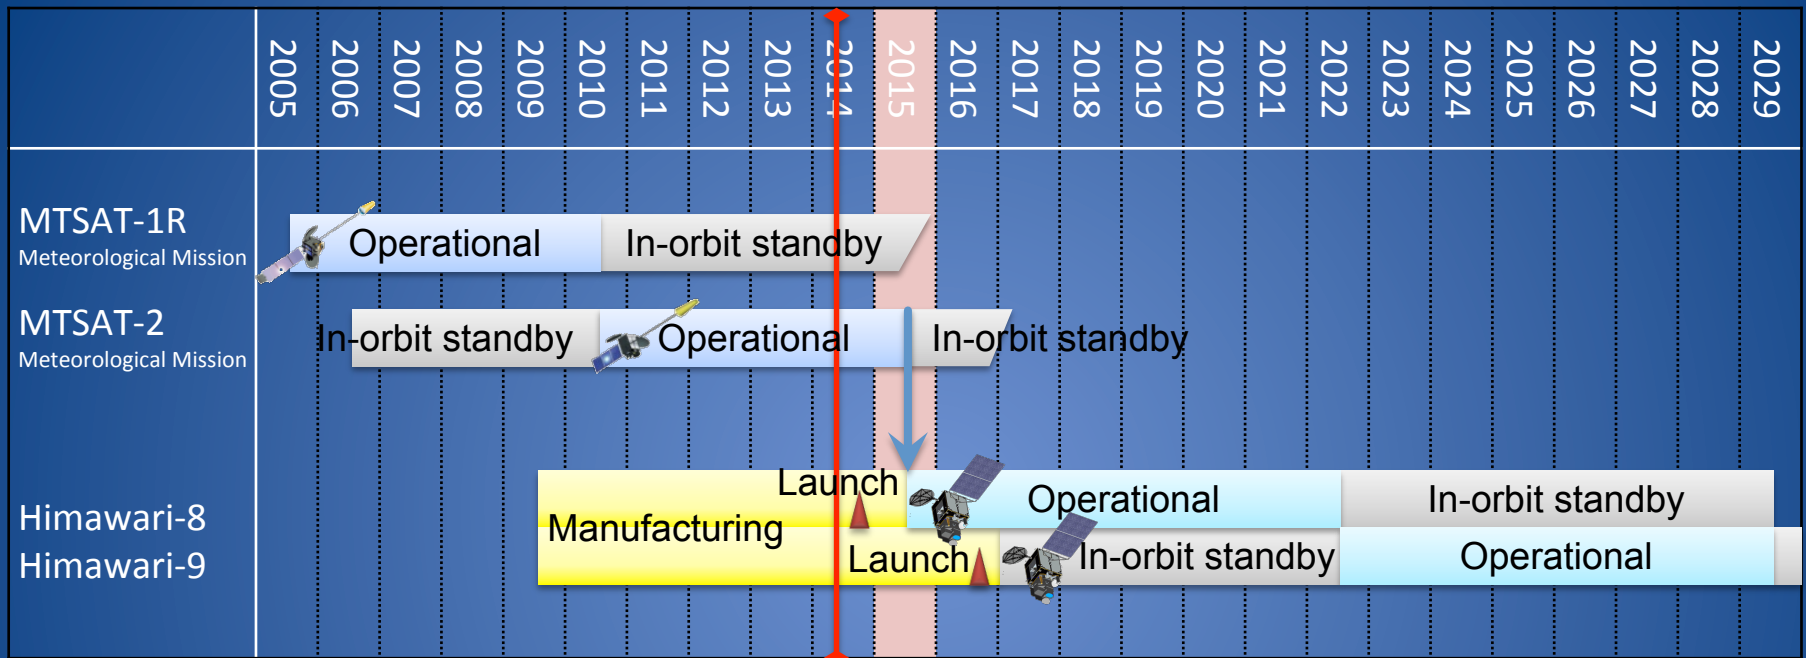 2005 2006 2007 2008 2009 2010 2011 2012 2013 2014 2015 2016 2017 2018 2019 2020 2021 2022 2023 2024 2025 2026 2027 2028 2029
MTSAT-1R
Meteorological Mission
Operational In-orbit standby
MTSAT-2
Meteorological Mission
In-orbit standby Operational In-orbit standby
Himawari-8
Himawari-9
Manufacturing
Launch Operational In-orbit standby
Launch In-orbit standby Operational